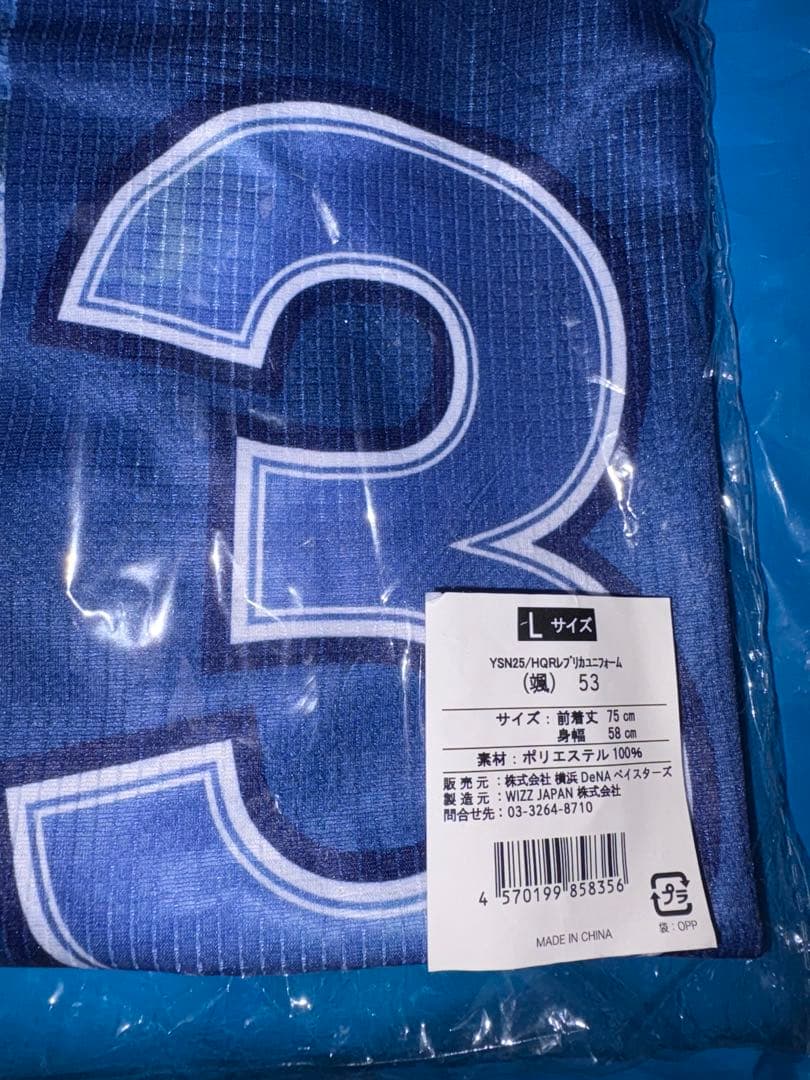 3
L サイズ
YSN25/HQRレプリカユニフォーム
(颯) 53
サイズ：前着丈 75cm
身幅 58cm
素材：ポリエステル100%
販売元：株式会社 横浜DeNAベイスターズ
製造元：WIZZ JAPAN 株式会社
問合せ先：03-3264-8710
4 570199 858356
プラ
袋：OPP
MADE IN CHINA